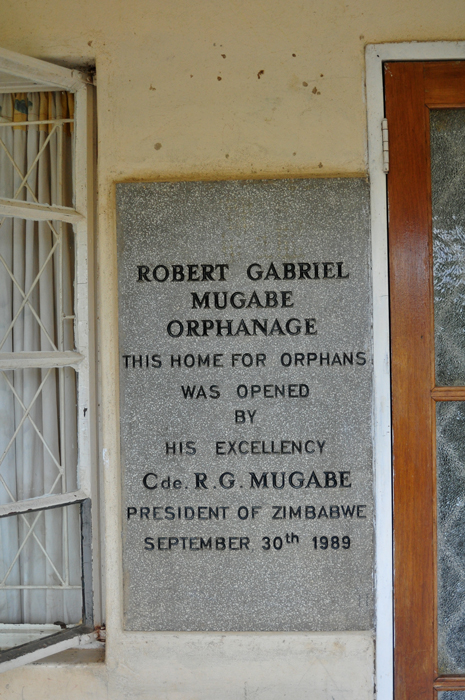 ROBERT GABRIEL
MUGABE
ORPHANAGE
THIS HOME FOR ORPHANS
WAS OPENED
BY
HIS EXCELLENCY
Cde. R.G. MUGABE
PRESIDENT OF ZIMBABWE
SEPTEMBER 30th 1989